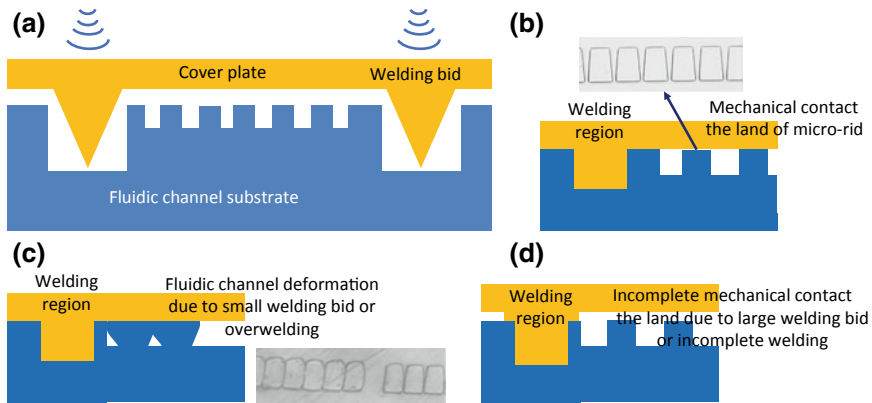 (a)
Cover plate
Welding bid
Fluidic channel substrate
(b)
Welding
region
Mechanical contact
the land of micro-rid
(c)
Welding
region
Fluidic channel deformation
due to small welding bid or
overwelding
(d)
Welding
region
Incomplete mechanical contact
the land due to large welding bid
or incomplete welding